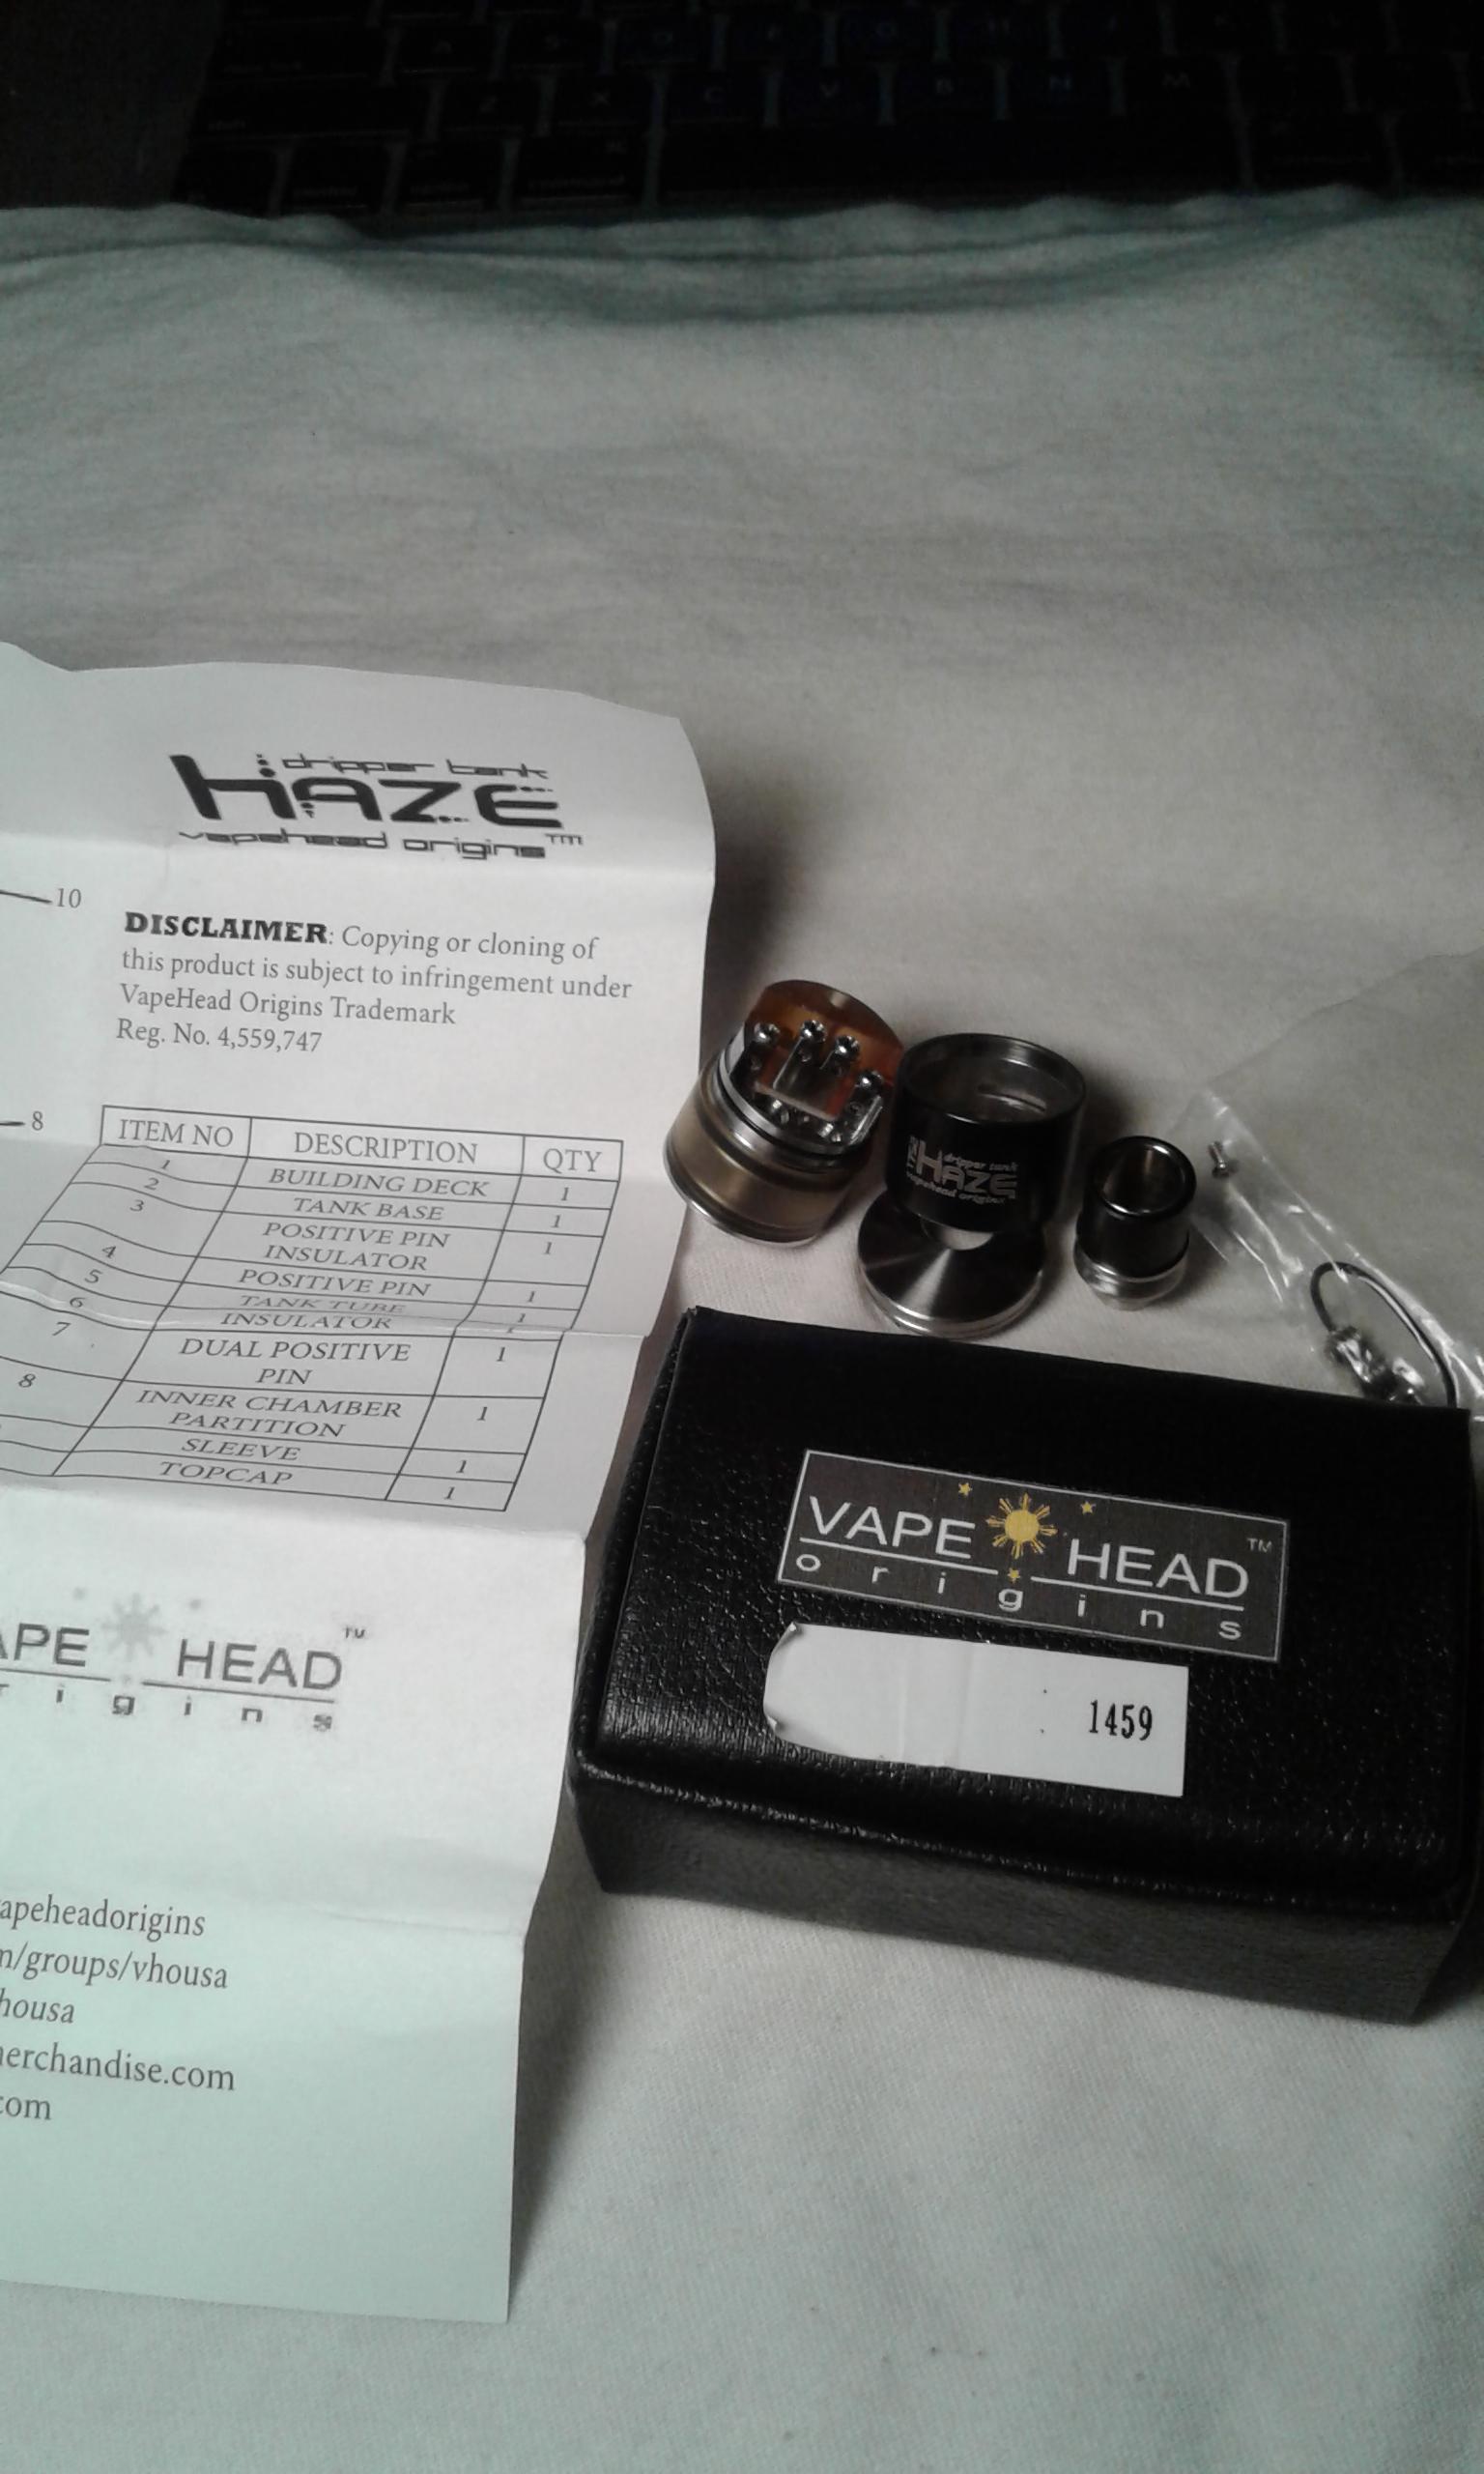 dripper tank
HAZE
vapehead origins™
10
DISCLAIMER: Copying or cloning of
this product is subject to infringement under
VapeHead Origins Trademark
Reg. No. 4,559,747
8
ITEM NO DESCRIPTION QTY
1 BUILDING DECK 1
2 TANK BASE 1
3 POSITIVE PIN
INSULATOR 1
4 POSITIVE PIN 1
5 TANK TUBE 1
6 INSULATOR 1
7 DUAL POSITIVE
PIN 1
8 INNER CHAMBER
PARTITION 1
SLEEVE 1
TOPCAP 1
APE HEAD™
r i g i n s
apeheadorigins
m/groups/vhousa
housa
nerchandise.com
com
dripper tank
HAZE
vapehead origins
VAPE HEAD™
o r i g i n s
: 1459
Z X C V B N M